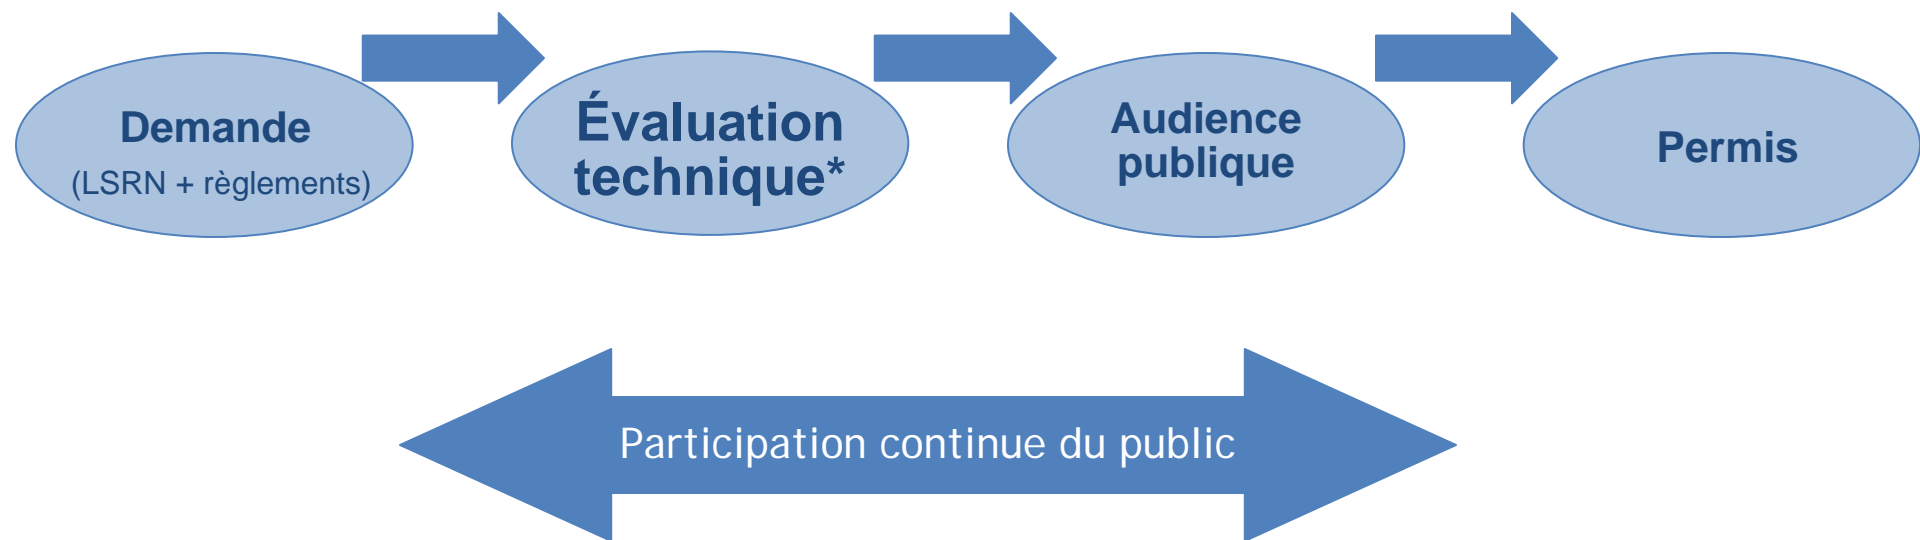 Demande
(LSRN + règlements)
Évaluation
technique*
Audience
publique
Permis
Participation continue du public